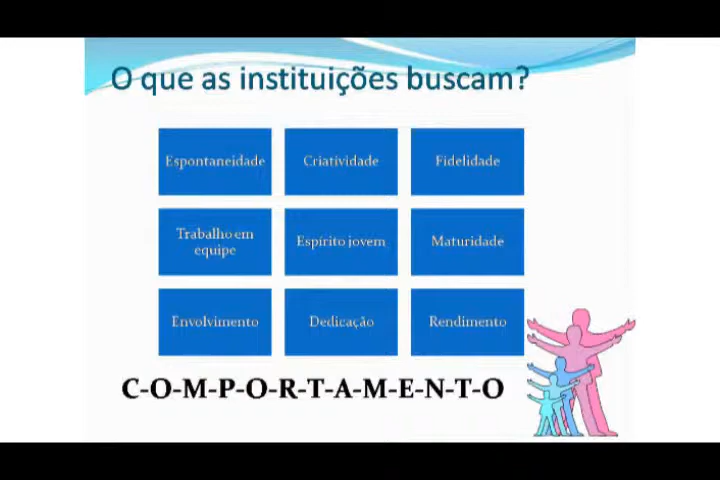 O que as instituições buscam?
Espontaneidade
Criatividade
Fidelidade
Trabalho em
equipe
Espírito jovem
Maturidade
Envolvimento
Dedicação
Rendimento
C-O-M-P-O-R-T-A-M-E-N-T-O